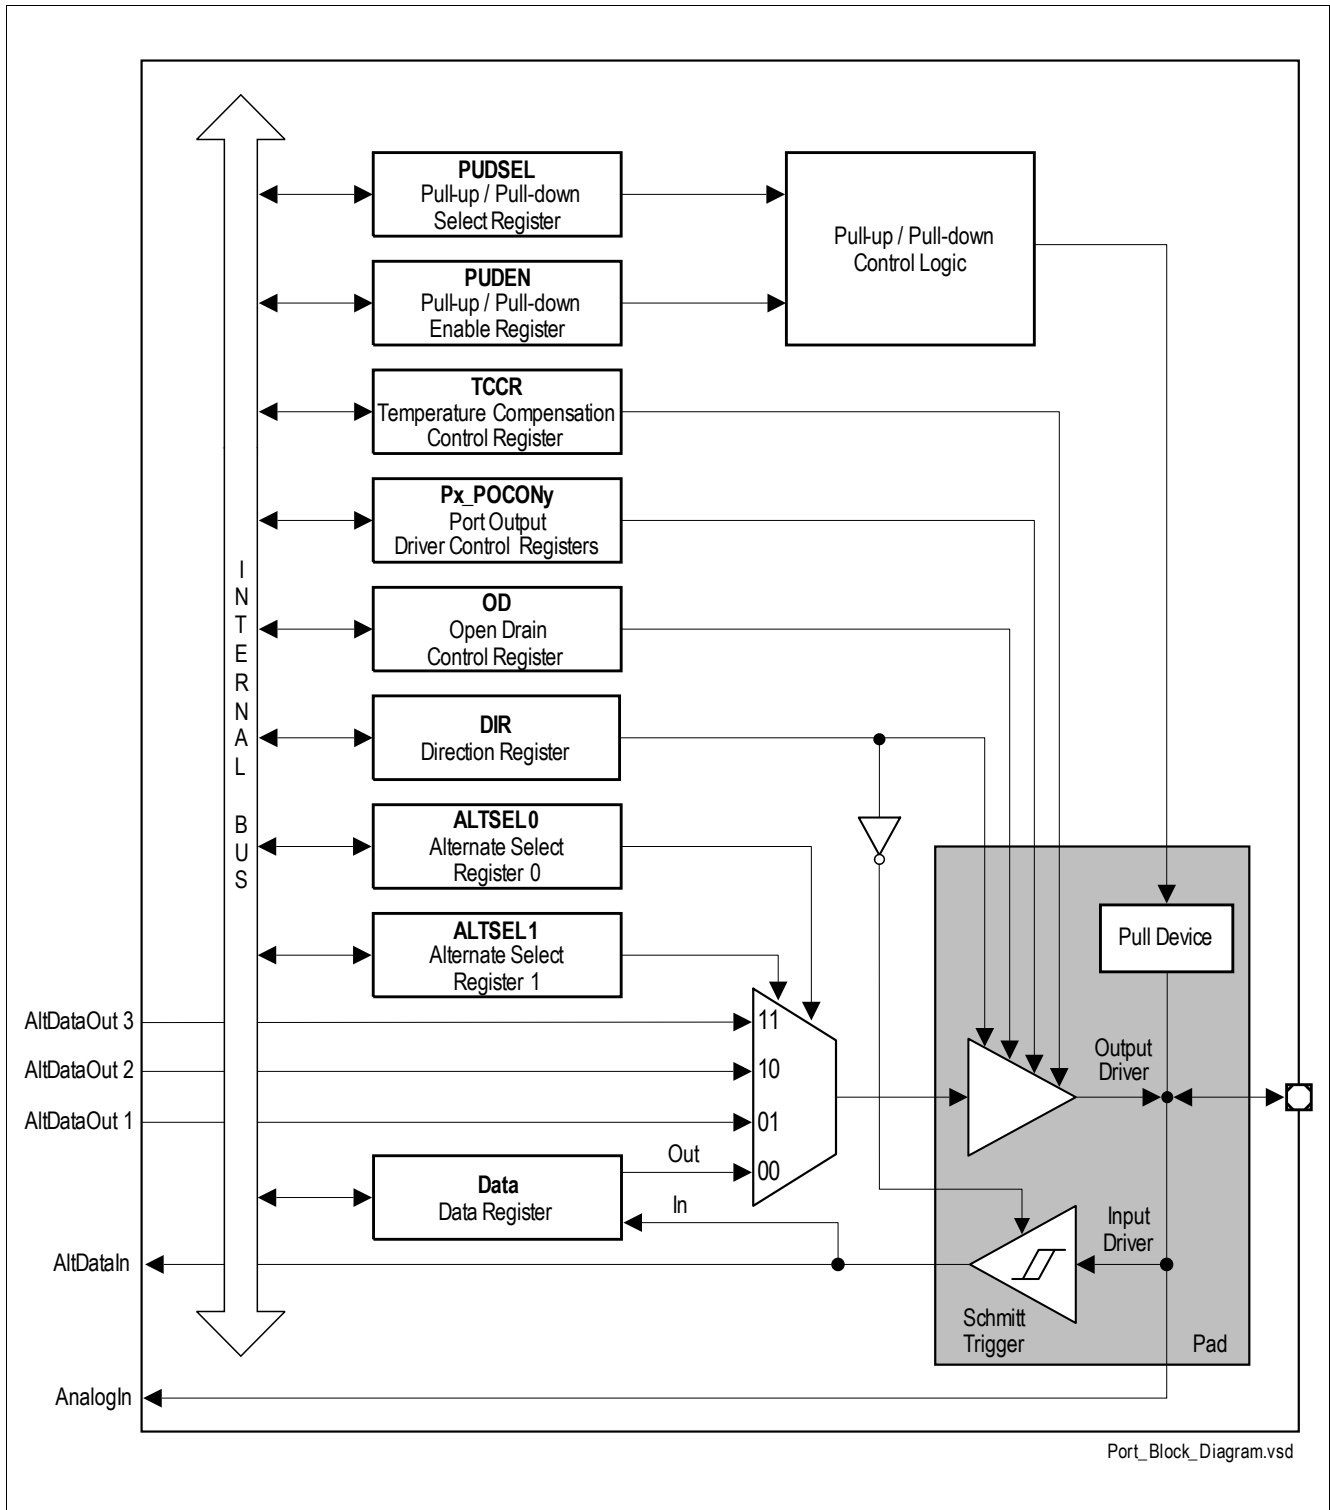 PUDSEL
Pull-up / Pull-down
Select Register
Pull-up / Pull-down
Control Logic
PUDEN
Pull-up / Pull-down
Enable Register
TCCR
Temperature Compensation
Control Register
Px_POCONy
Port Output
Driver Control Registers
INTERNAL BUS
OD
Open Drain
Control Register
DIR
Direction Register
ALTSEL0
Alternate Select
Register 0
ALTSEL1
Alternate Select
Register 1
Pull Device
AltDataOut 3
11
AltDataOut 2
10
AltDataOut 1
01
Output
Driver
Out
00
Data
Data Register
In
Input
Driver
AltDataIn
Schmitt
Trigger
Pad
AnalogIn
Port_Block_Diagram.vsd